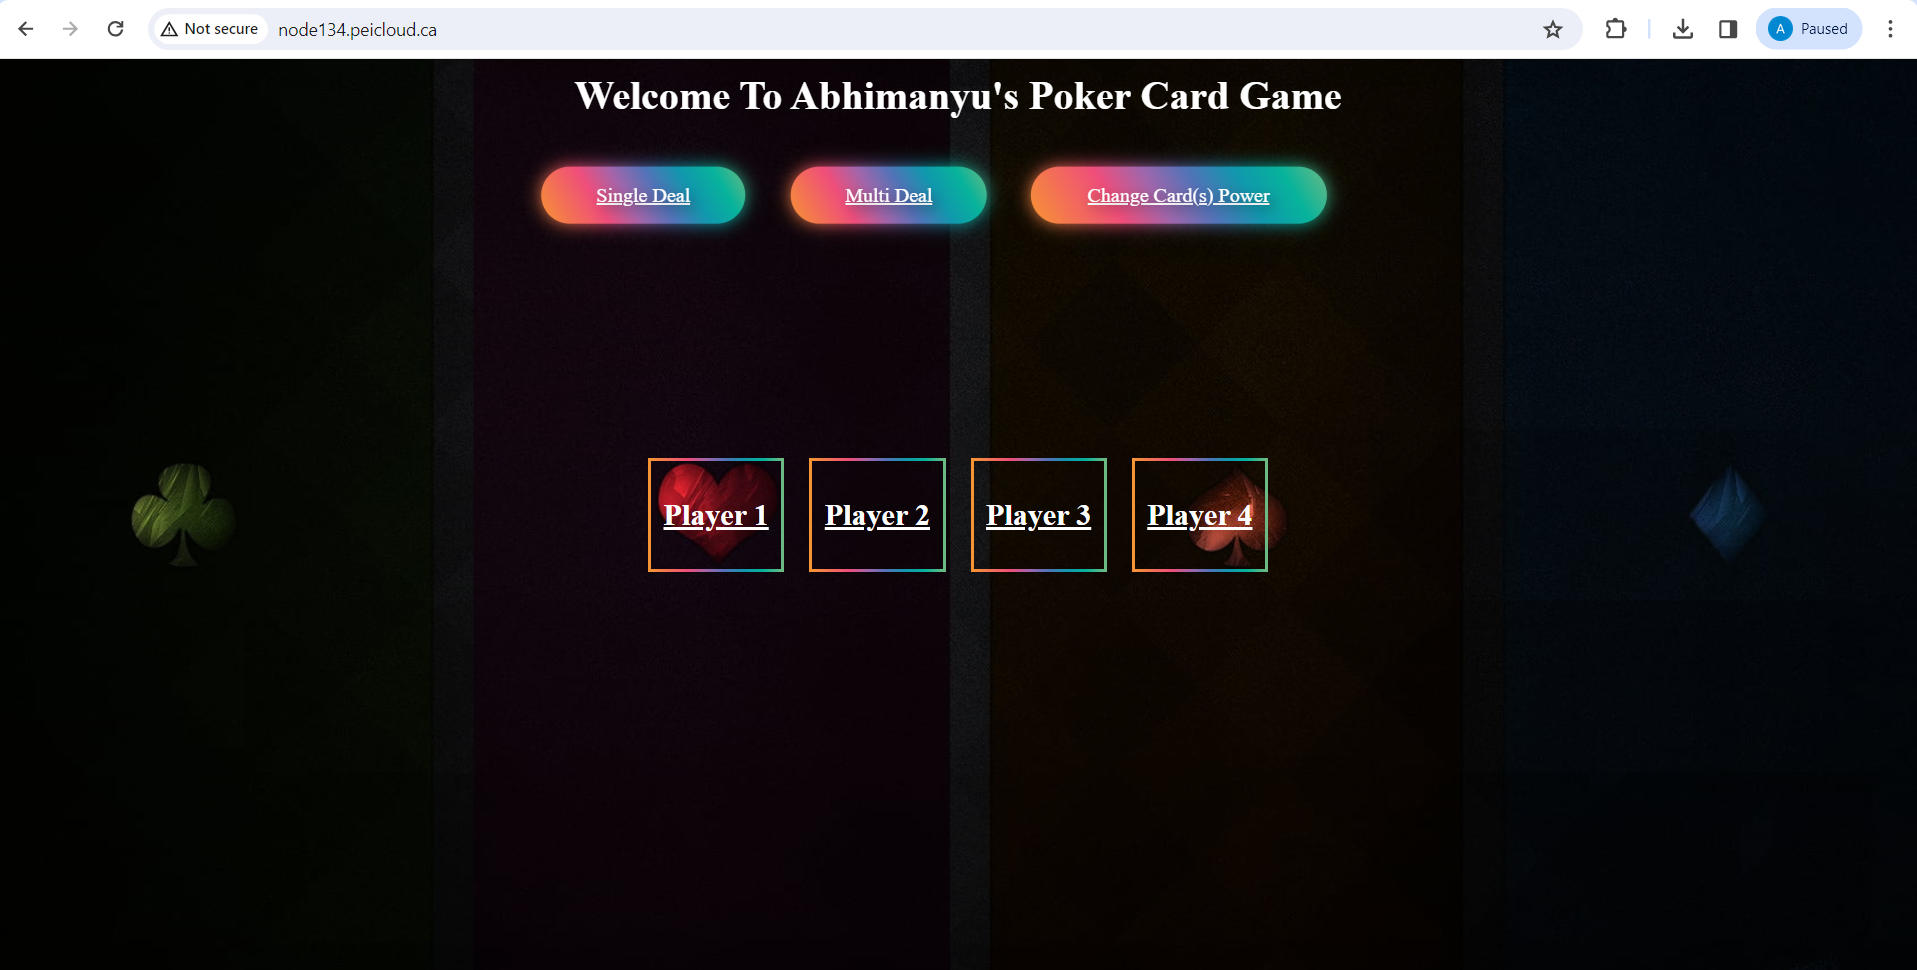 Not secure node134.peicloud.ca A Paused
Welcome To Abhimanyu's Poker Card Game
Single Deal Multi Deal Change Card(s) Power
Player 1 Player 2 Player 3 Player 4